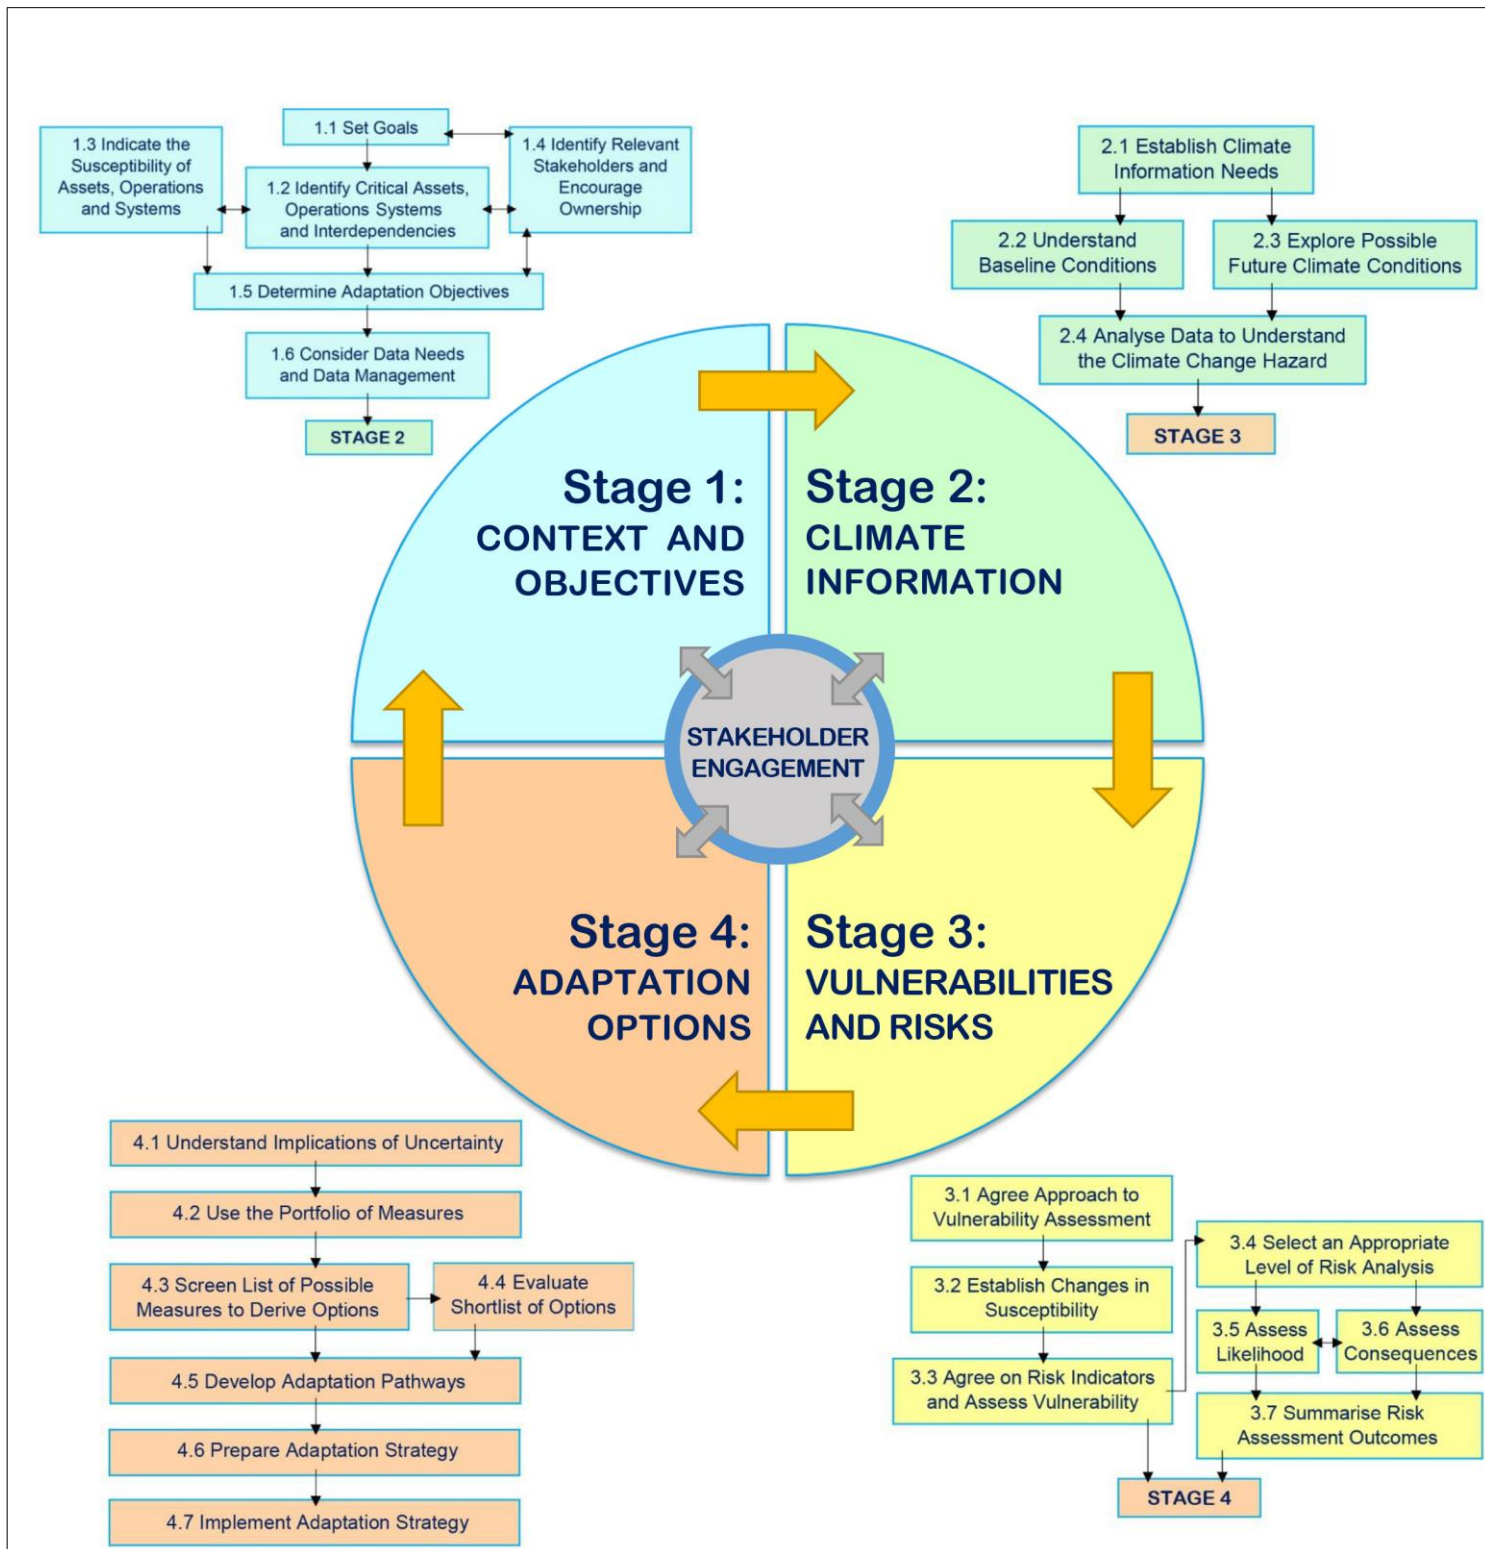 1.1 Set Goals
1.3 Indicate the
Susceptibility of
Assets, Operations
and Systems
1.2 Identify Critical Assets,
Operations Systems
and Interdependencies
1.4 Identify Relevant
Stakeholders and
Encourage
Ownership
1.5 Determine Adaptation Objectives
1.6 Consider Data Needs
and Data Management
STAGE 2
2.1 Establish Climate
Information Needs
2.2 Understand
Baseline Conditions
2.3 Explore Possible
Future Climate Conditions
2.4 Analyse Data to Understand
the Climate Change Hazard
STAGE 3
Stage 1:
CONTEXT AND
OBJECTIVES
Stage 2:
CLIMATE
INFORMATION
STAKEHOLDER
ENGAGEMENT
Stage 4:
ADAPTATION
OPTIONS
Stage 3:
VULNERABILITIES
AND RISKS
4.1 Understand Implications of Uncertainty
4.2 Use the Portfolio of Measures
4.3 Screen List of Possible
Measures to Derive Options
4.4 Evaluate
Shortlist of Options
4.5 Develop Adaptation Pathways
4.6 Prepare Adaptation Strategy
4.7 Implement Adaptation Strategy
3.1 Agree Approach to
Vulnerability Assessment
3.2 Establish Changes in
Susceptibility
3.3 Agree on Risk Indicators
and Assess Vulnerability
3.4 Select an Appropriate
Level of Risk Analysis
3.5 Assess
Likelihood
3.6 Assess
Consequences
3.7 Summarise Risk
Assessment Outcomes
STAGE 4